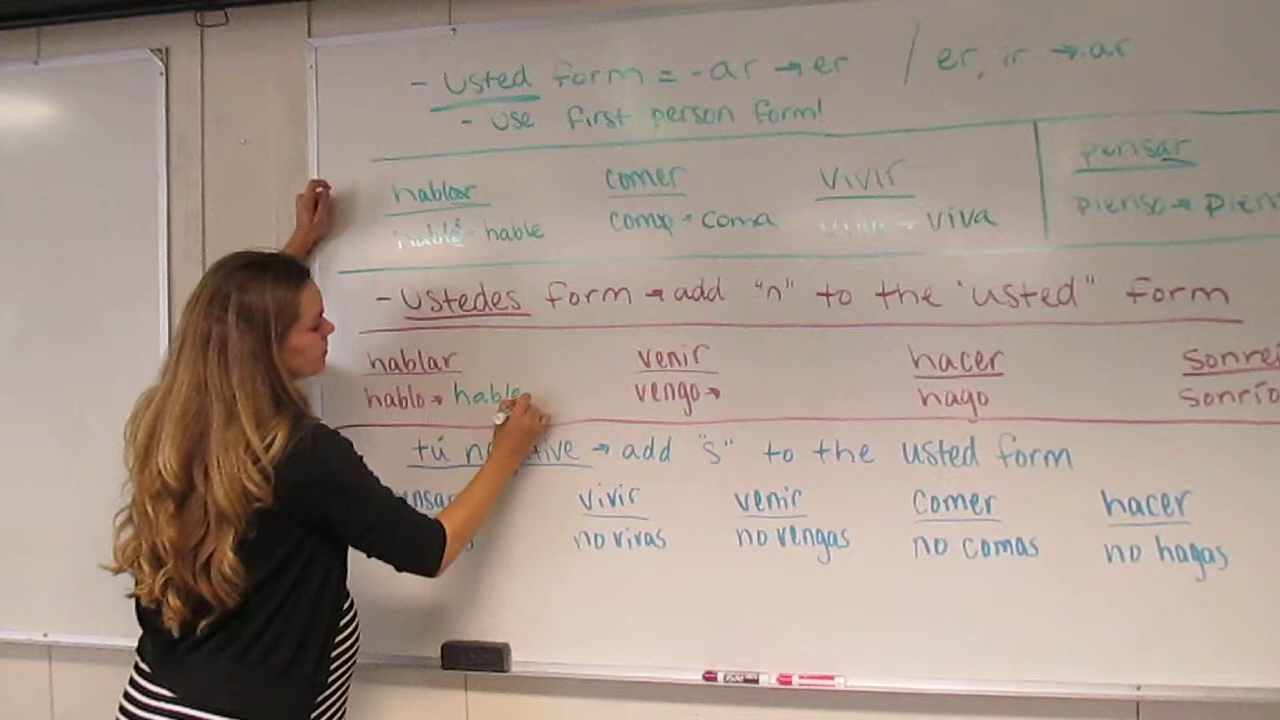 - usted form = -ar → er / er, ir → ar
- use first person form!
hablar comer vivir pensar
hable como → coma viva pienso →
- Ustedes form → add "n" to the "usted" form
hablar venir hacer
hablo → vengo → hago sonrío
tú → add "s" to the usted form
vivir venir comer hacer
no vivas no vengas no comas no hagas